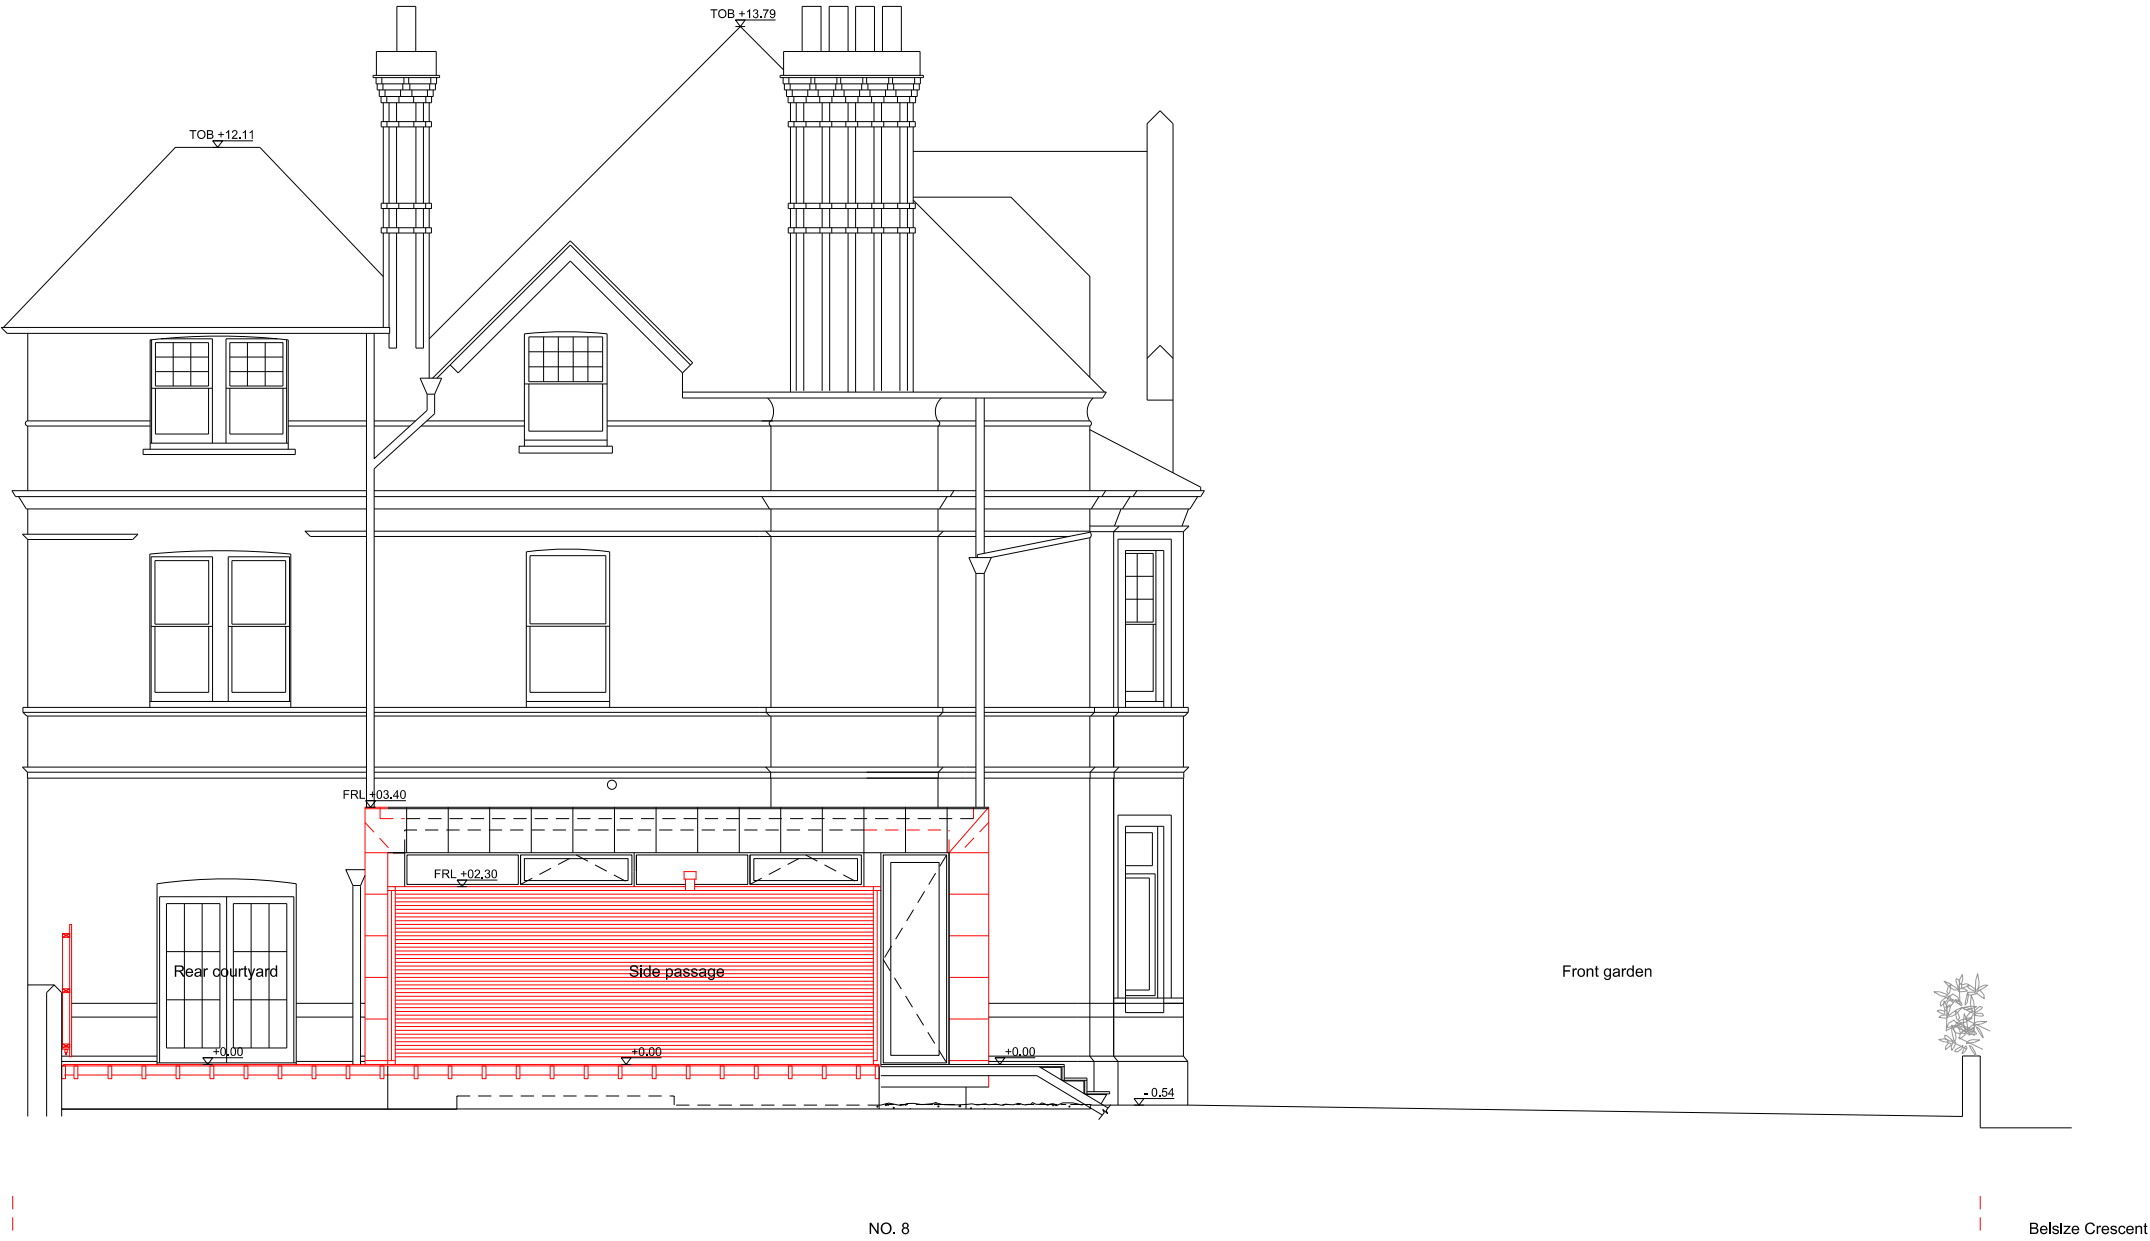 TOB +13.79
TOB +12.11
FRL +03.40
FRL +02.30
Rear courtyard
Side passage
Front garden
+0.00
+0.00
+0.00
- 0.54
NO. 8
Belsize Crescent